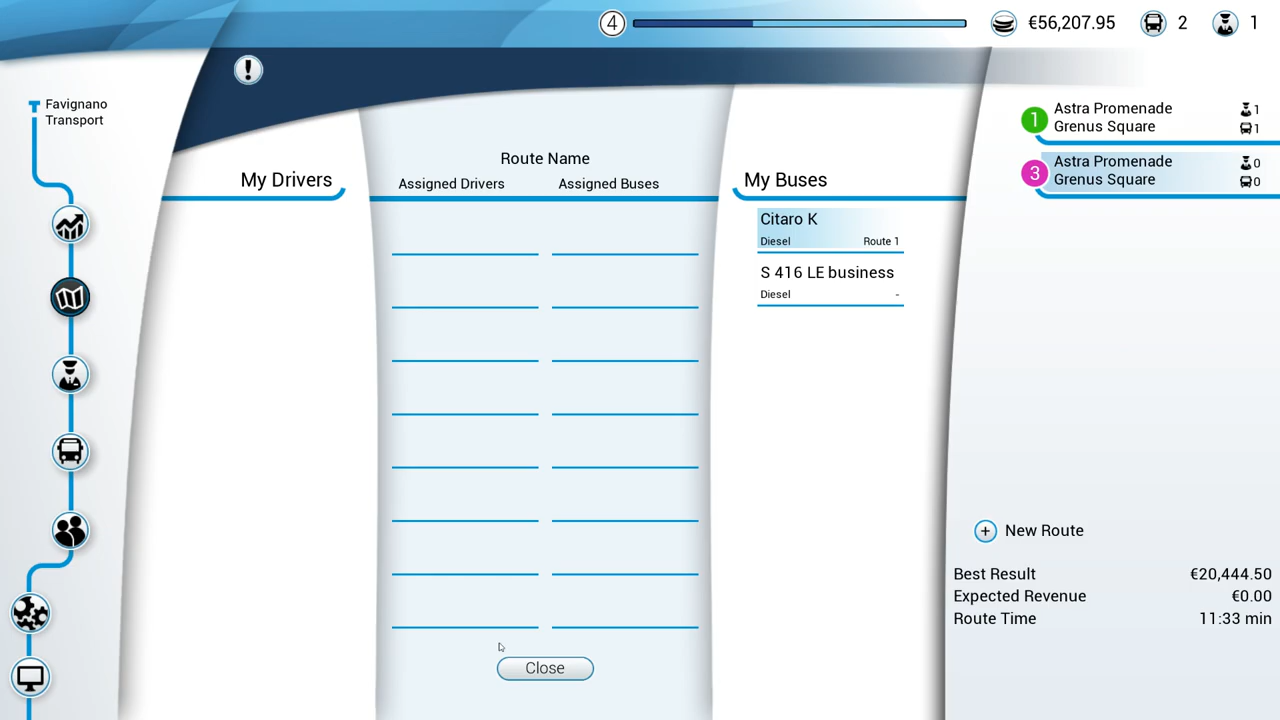 4
€56,207.95
2
1
Favignano
Transport
!
Route Name
My Drivers
Assigned Drivers
Assigned Buses
My Buses
Citaro K
Diesel
Route 1
S 416 LE business
Diesel
-
1
Astra Promenade
Grenus Square
1
1
3
Astra Promenade
Grenus Square
0
0
+ New Route
Best Result
€20,444.50
Expected Revenue
€0.00
Route Time
11:33 min
Close